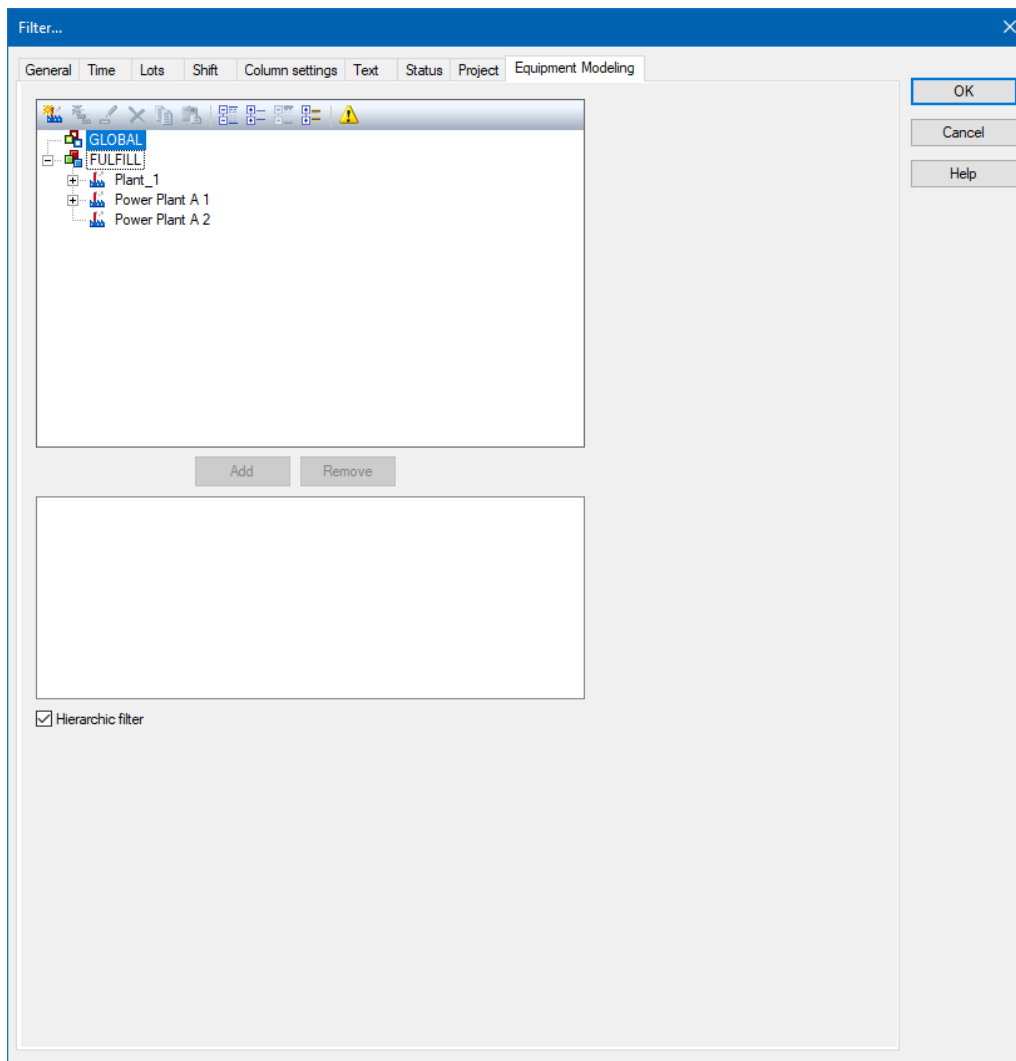 Filter...
General Time Lots Shift Column settings Text Status Project Equipment Modeling
OK
Cancel
Help
GLOBAL
FULFILL
Plant_1
Power Plant A 1
Power Plant A 2
Add Remove
Hierarchic filter